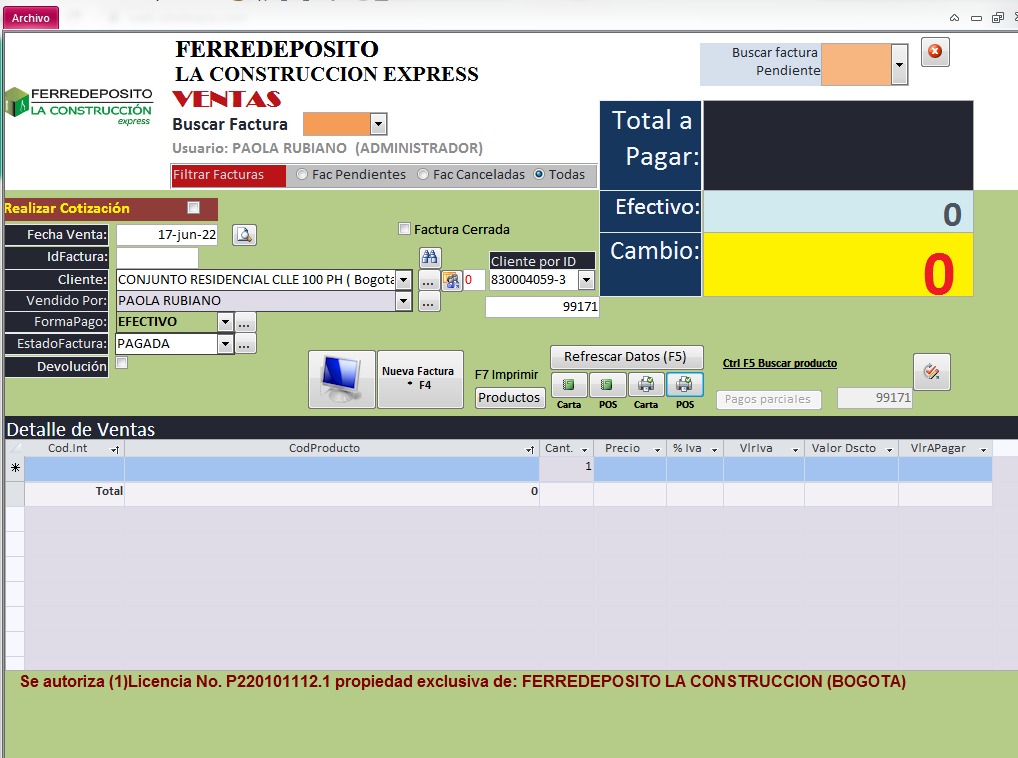 Archivo
FERREDEPOSITO
LA CONSTRUCCION EXPRESS
VENTAS
FERREDEPOSITO
LA CONSTRUCCIÓN
express
Buscar Factura
Usuario: PAOLA RUBIANO (ADMINISTRADOR)
Filtrar Facturas Fac Pendientes Fac Canceladas Todas
Buscar factura
Pendiente
Total a
Pagar:
Efectivo: 0
Cambio: 0
Realizar Cotización
Fecha Venta: 17-jun-22
Factura Cerrada
IdFactura:
Cliente por ID
Cliente: CONJUNTO RESIDENCIAL CLLE 100 PH ( Bogota ... 0 830004059-3
Vendido Por: PAOLA RUBIANO ... 99171
FormaPago: EFECTIVO ...
EstadoFactura: PAGADA ...
Devolución
Nueva Factura
* F4
F7 Imprimir
Productos
Refrescar Datos (F5)
Carta POS Carta POS
Ctrl F5 Buscar producto
Pagos parciales 99171
Detalle de Ventas
Cod.Int CodProducto Cant. Precio % Iva VlrIva Valor Dscto VlrAPagar
* 1
Total 0
Se autoriza (1)Licencia No. P220101112.1 propiedad exclusiva de: FERREDEPOSITO LA CONSTRUCCION (BOGOTA)